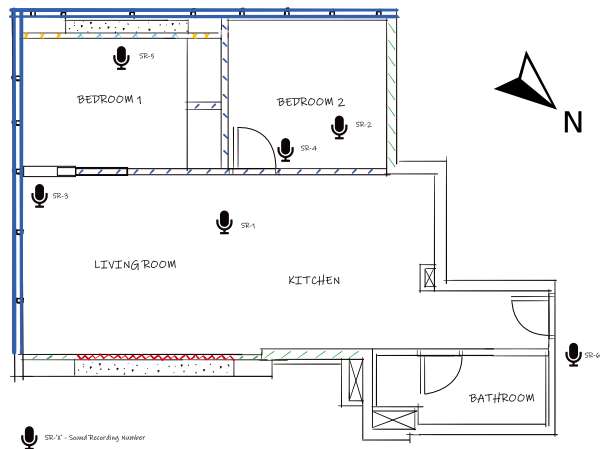 SR-5
BEDROOM 1
BEDROOM 2
SR-2
SR-4
N
SR-3
SR-1
LIVING ROOM
KITCHEN
SR-6
BATHROOM
SR-'X' - Sound Recording Number